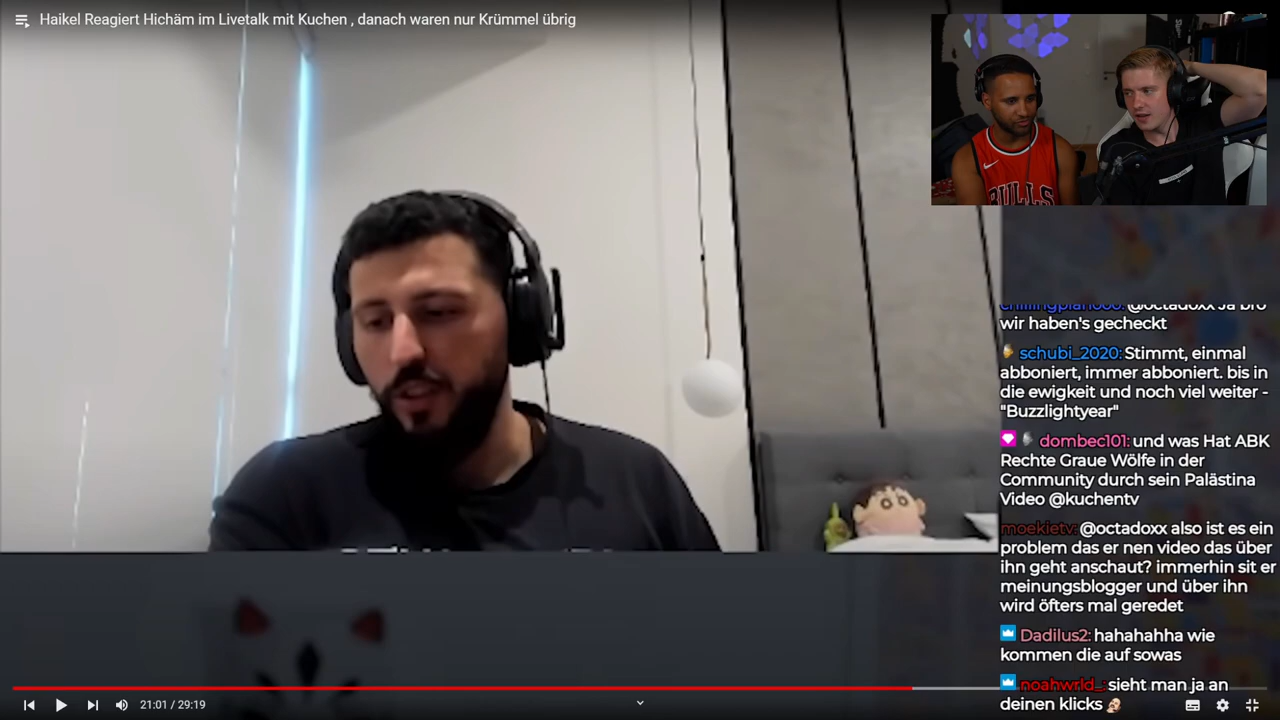 Haikel Reagiert Hichäm im Livetalk mit Kuchen , danach waren nur Krümmel übrig
BULLS
@octadoxx Ja bro
wir haben's gecheckt
schubi_2020: Stimmt, einmal
abboniert, immer abboniert. bis in
die ewigkeit und noch viel weiter -
"Buzzlightyear"
dombec101: und was Hat ABK
Rechte Graue Wölfe in der
Community durch sein Palästina
Video @kuchentv
moekietv: @octadoxx also ist es ein
problem das er nen video das über
ihn geht anschaut? immerhin sit er
meinungsblogger und über ihn
wird öfters mal geredet
Dadilus2: hahahahha wie
kommen die auf sowas
noahwrld_: sieht man ja an
deinen klicks
21:01 / 29:19